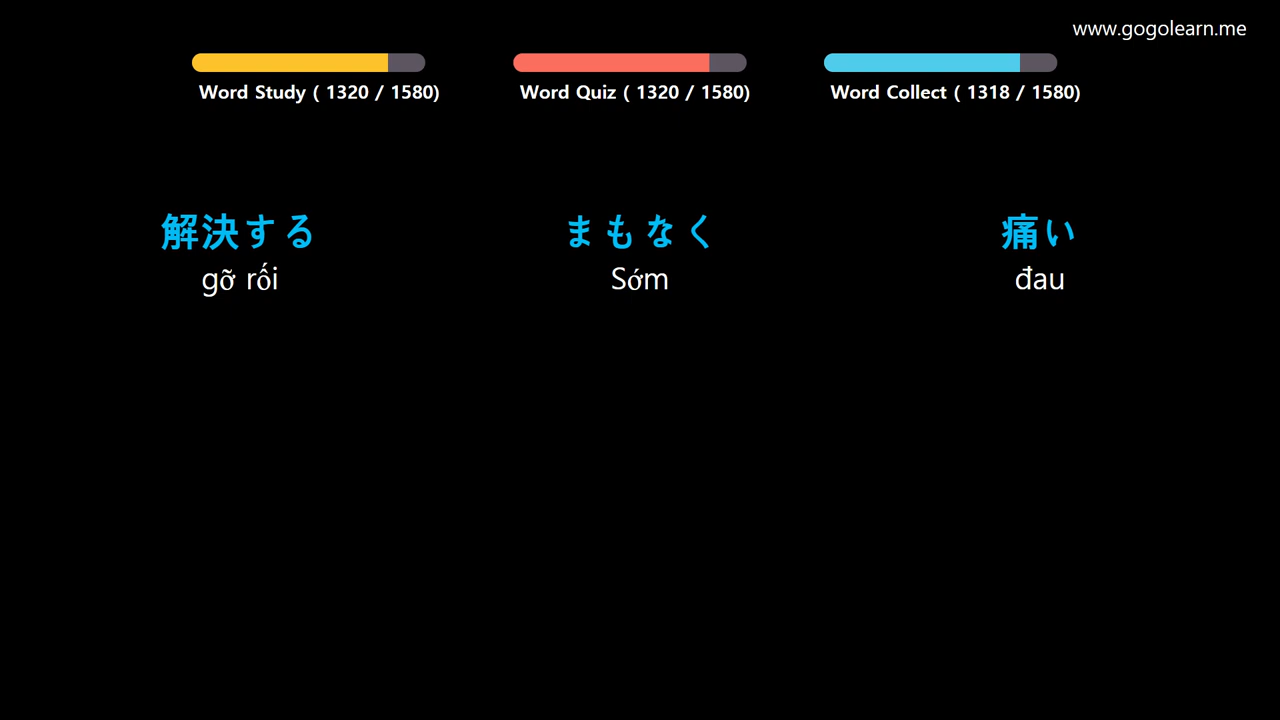 www.gogolearn.me
Word Study ( 1320 / 1580)
Word Quiz ( 1320 / 1580)
Word Collect ( 1318 / 1580)
解決する
gỡ rối
まもなく
Sớm
痛い
đau